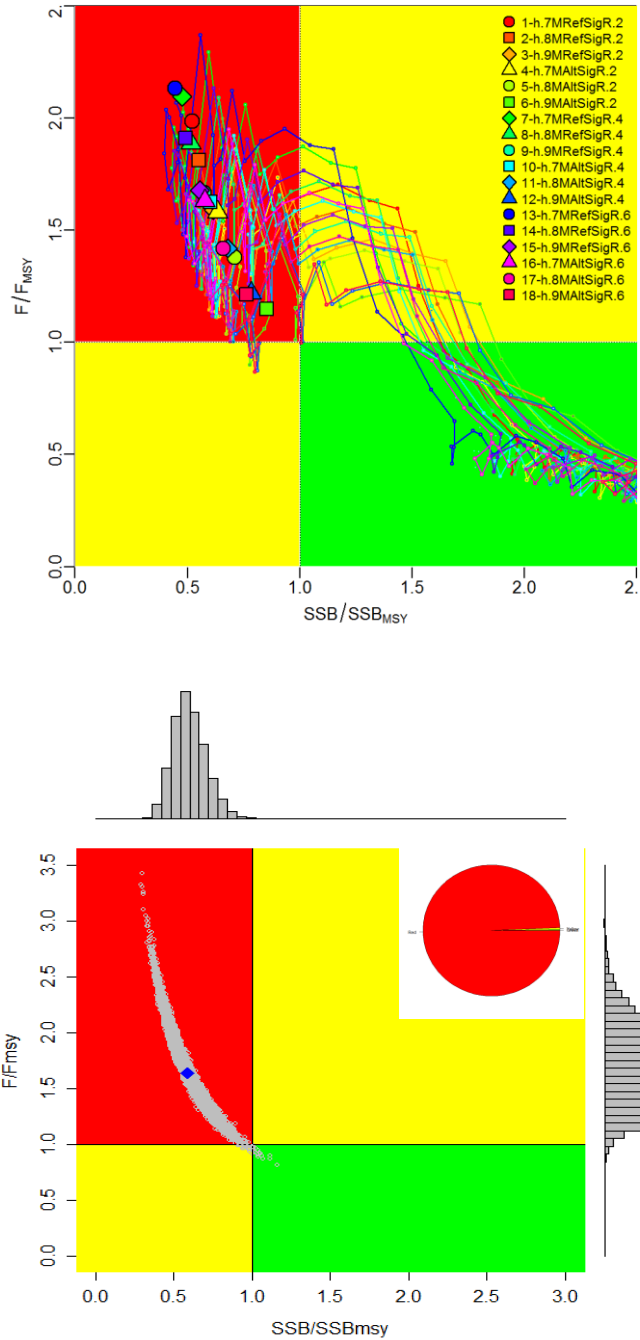 2.
2.0
1.5
1.0
0.5
0.0
F/FMSY
0.0
0.5
1.0
1.5
2.0
2.
SSB/SSBMSY
1-h.7MRefSigR.2
2-h.8MRefSigR.2
3-h.9MRefSigR.2
4-h.7MAltSigR.2
5-h.8MAltSigR.2
6-h.9MAltSigR.2
7-h.7MRefSigR.4
8-h.8MRefSigR.4
9-h.9MRefSigR.4
10-h.7MAltSigR.4
11-h.8MAltSigR.4
12-h.9MAltSigR.4
13-h.7MRefSigR.6
14-h.8MRefSigR.6
15-h.9MRefSigR.6
16-h.7MAltSigR.6
17-h.8MAltSigR.6
18-h.9MAltSigR.6
3.5
3.0
2.5
2.0
1.5
1.0
0.5
0.0
F/Fmsy
0.0
0.5
1.0
1.5
2.0
2.5
3.0
SSB/SSBmsy